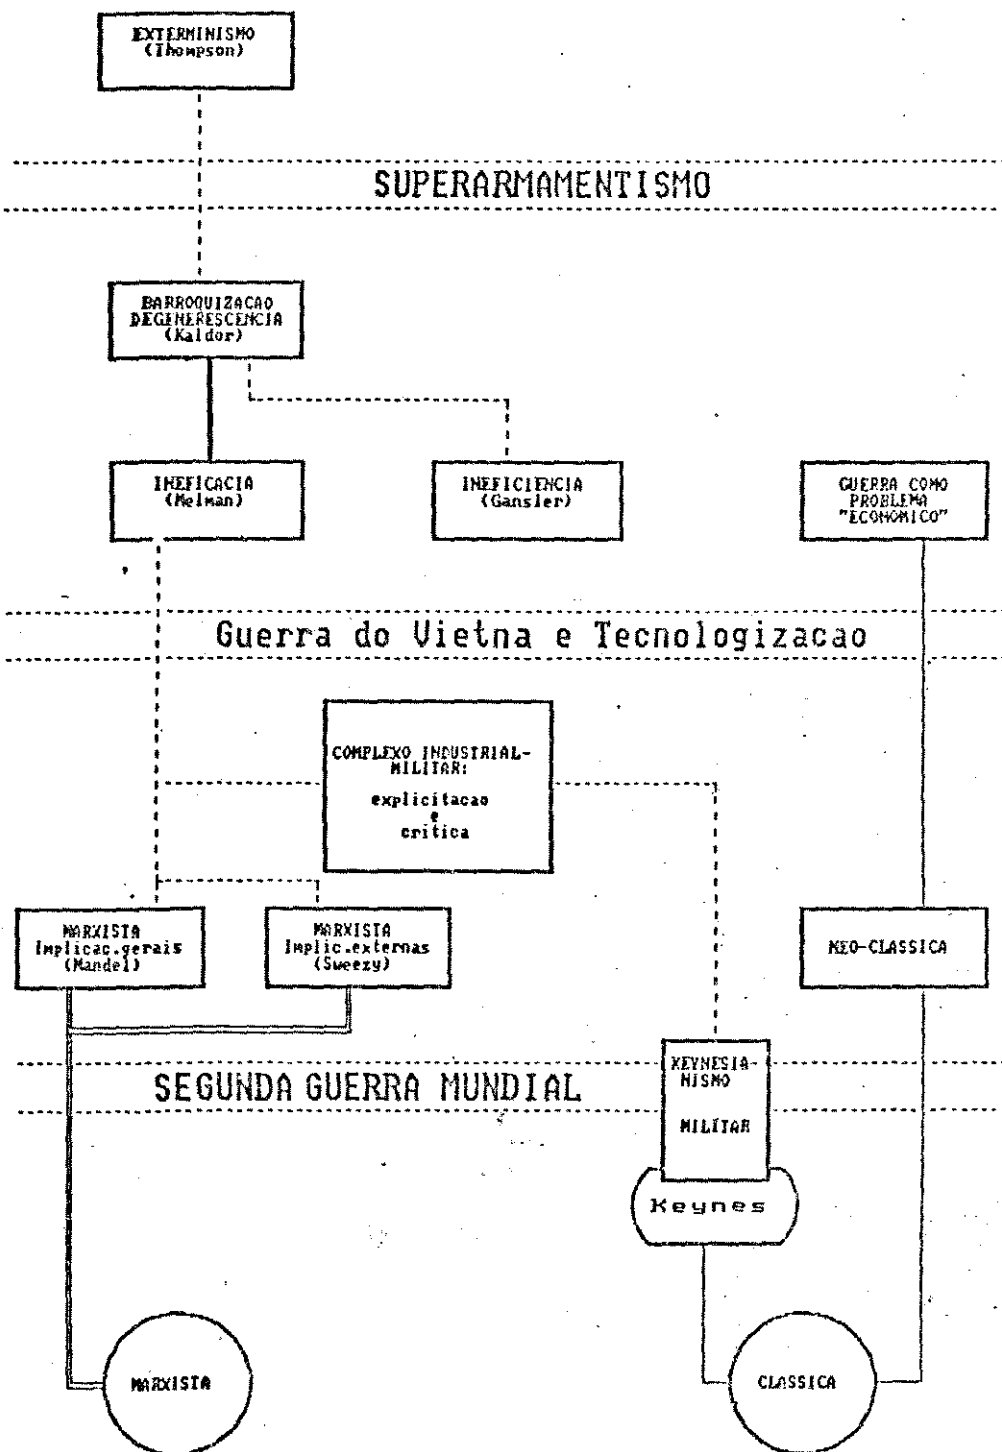 EXTERMINISMO
(Thompson)
SUPERARMAMENTISMO
BARROQUIZACAO
DEGENERESCENCIA
(Kaldor)
INEFICACIA
(Melman)
INEFICIENCIA
(Gansler)
GUERRA COMO
PROBLEMA
"ECONOMICO"
Guerra do Vietna e Tecnologizacao
COMPLEXO INDUSTRIAL-
MILITAR:
explicitacao
e
critica
MARXISTA
Implicac.gerais
(Mandel)
MARXISTA
Implic.externas
(Sweezy)
NEO-CLASSICA
KEYNESIA-
NISMO
MILITAR
SEGUNDA GUERRA MUNDIAL
Keynes
MARXISTA
CLASSICA